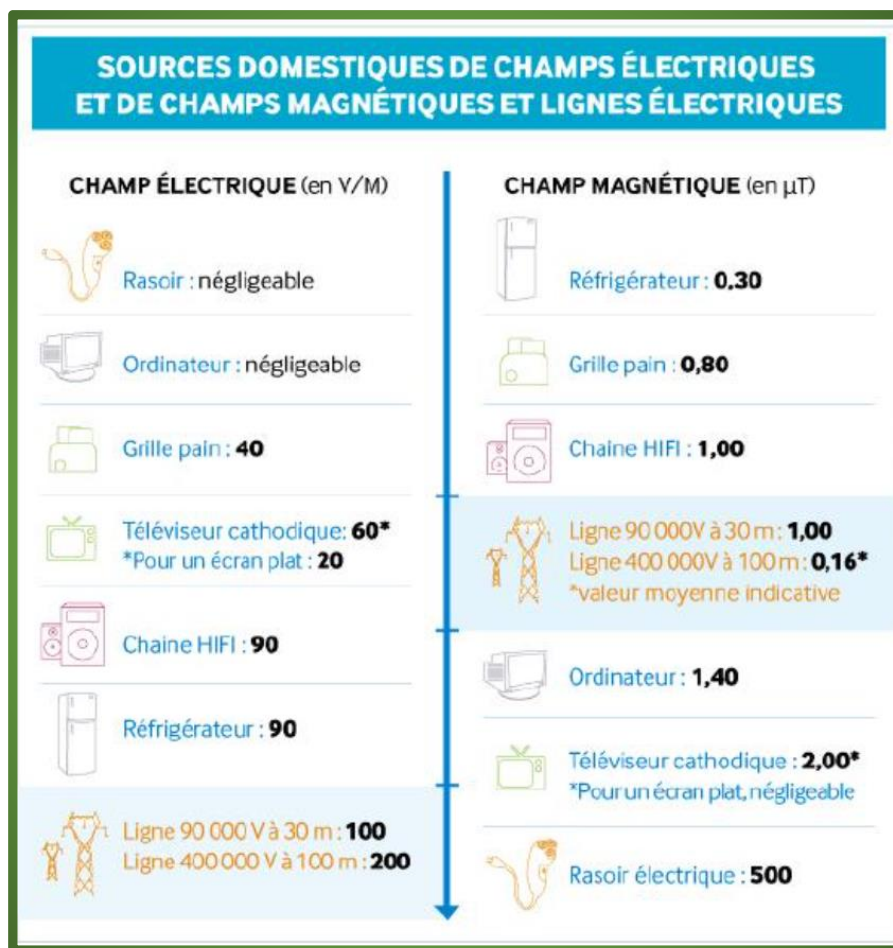 SOURCES DOMESTIQUES DE CHAMPS ÉLECTRIQUES
ET DE CHAMPS MAGNÉTIQUES ET LIGNES ÉLECTRIQUES
CHAMP ÉLECTRIQUE (en V/M)
Rasoir : négligeable
Ordinateur : négligeable
Grille pain : 40
Téléviseur cathodique: 60*
*Pour un écran plat : 20
Chaine HIFI : 90
Réfrigérateur : 90
Ligne 90 000 V à 30 m : 100
Ligne 400 000 V à 100 m : 200
CHAMP MAGNÉTIQUE (en µT)
Réfrigérateur : 0,30
Grille pain : 0,80
Chaine HIFI : 1,00
Ligne 90 000V à 30 m : 1,00
Ligne 400 000V à 100 m : 0,16*
*valeur moyenne indicative
Ordinateur : 1,40
Téléviseur cathodique : 2,00*
*Pour un écran plat, négligeable
Rasoir électrique : 500